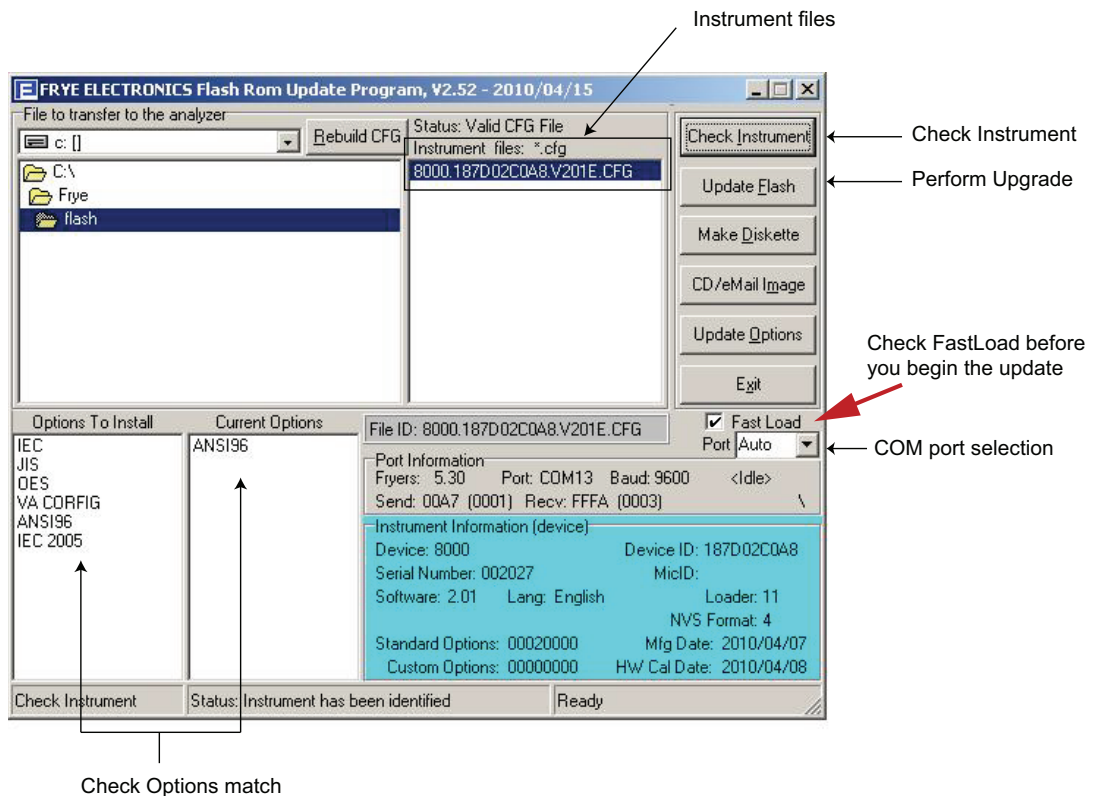 Instrument files
FRYE ELECTRONICS Flash Rom Update Program, V2.52 - 2010/04/15
File to transfer to the analyzer
c: []
Rebuild CFG
Status: Valid CFG File
Instrument files: *.cfg
8000.187D02C0A8.V201E.CFG
C:\
Frye
flash
Check Instrument
Update Flash
Make Diskette
CD/eMail Image
Update Options
Exit
Check Instrument
Perform Upgrade
Check FastLoad before
you begin the update
Fast Load
Port Auto
COM port selection
Options To Install
IEC
JIS
OES
VA CORFIG
ANSI96
IEC 2005
Current Options
ANSI96
File ID: 8000.187D02C0A8.V201E.CFG
Port Information
Fryers: 5.30 Port: COM13 Baud: 9600 <Idle>
Send: 00A7 (0001) Recv: FFFA (0003) \
Instrument Information (device)
Device: 8000 Device ID: 187D02C0A8
Serial Number: 002027 MicID:
Software: 2.01 Lang: English Loader: 11
NVS Format: 4
Standard Options: 00020000 Mfg Date: 2010/04/07
Custom Options: 00000000 HW Cal Date: 2010/04/08
Check Instrument
Status: Instrument has been identified
Ready
Check Options match